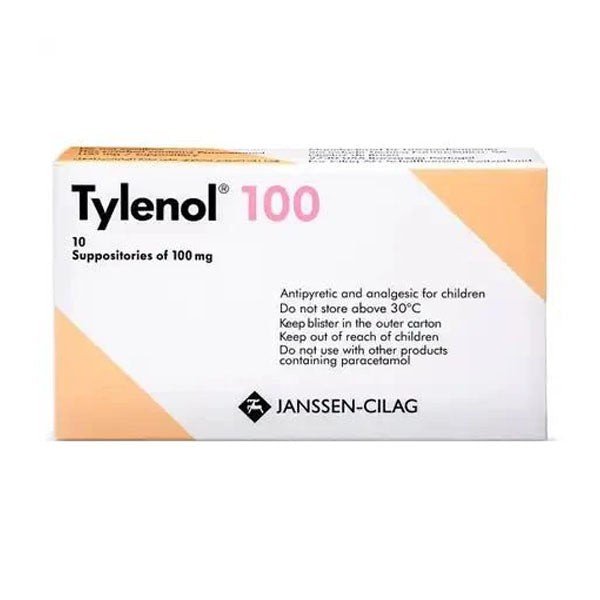 Tylenol® 100
10
Suppositories of 100 mg
Antipyretic and analgesic for children
Do not store above 30°C
Keep blister in the outer carton
Keep out of reach of children
Do not use with other products
containing paracetamol
JANSSEN-CILAG